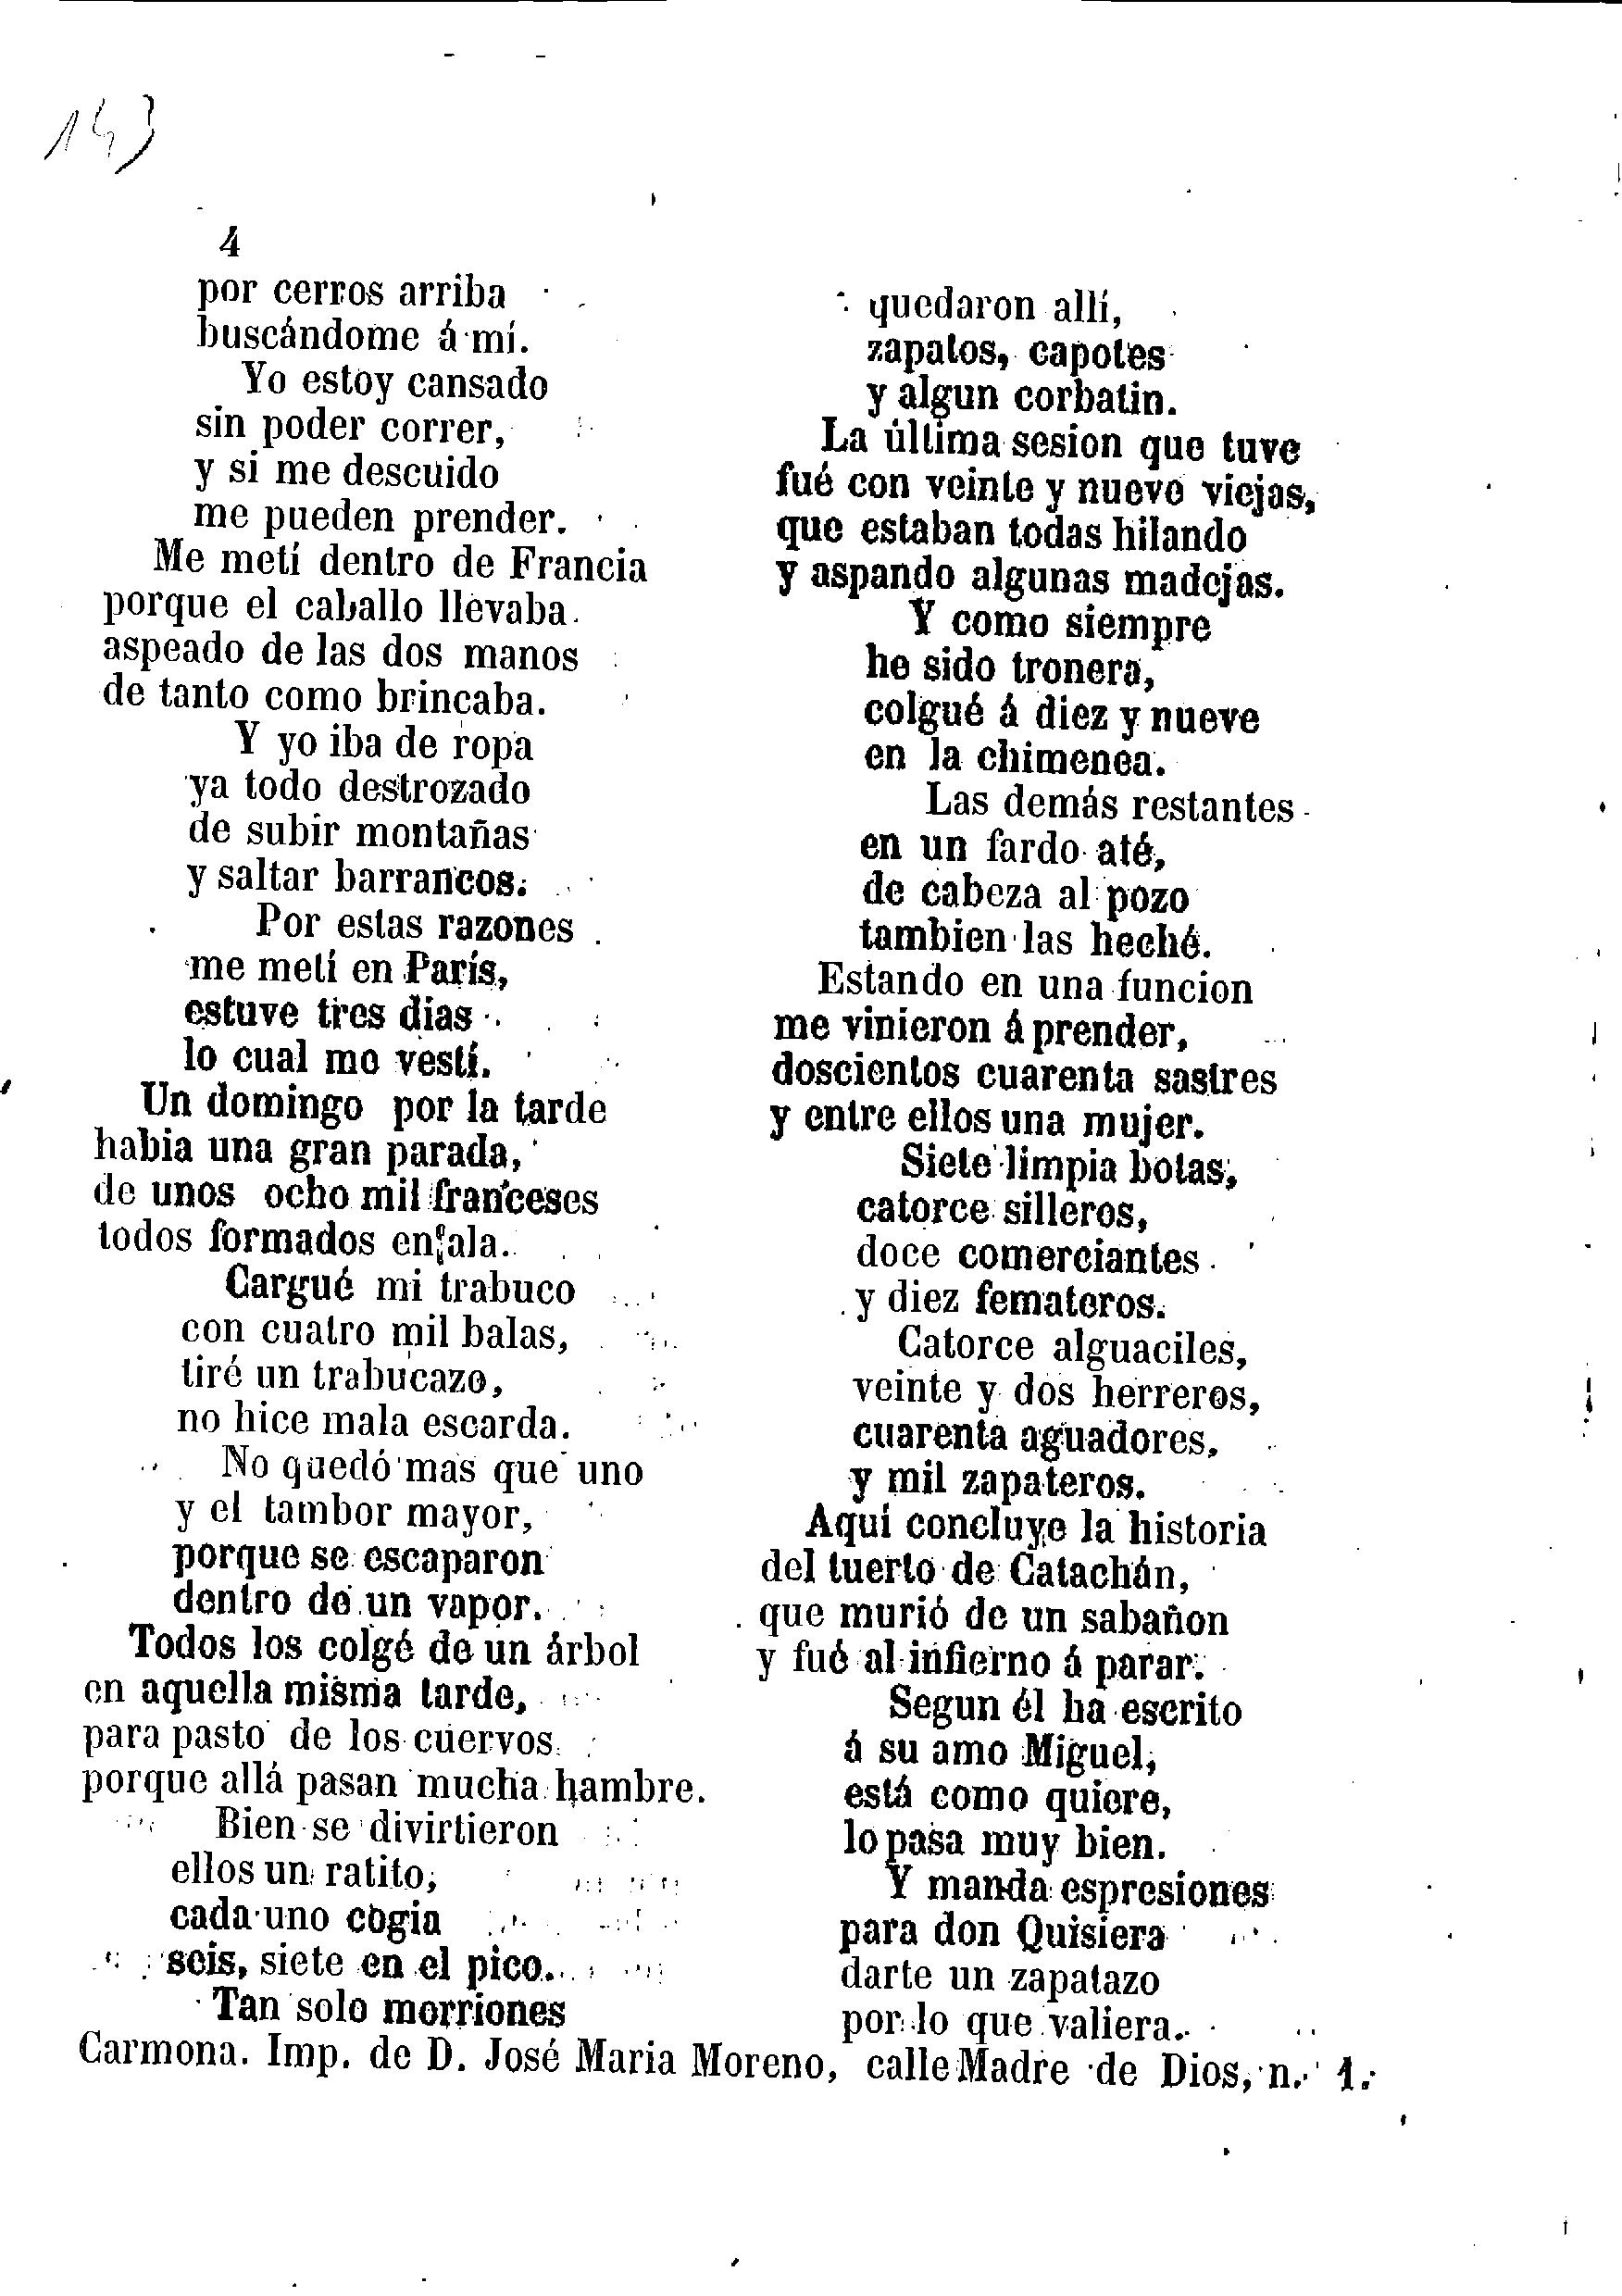 143
4
por cerros arriba
buscándome á mí.
Yo estoy cansado
sin poder correr,
y si me descuido
me pueden prender.
Me metí dentro de Francia
porque el caballo llevaba
aspeado de las dos manos
de tanto como brincaba.
Y yo iba de ropa
ya todo destrozado
de subir montañas
y saltar barrancos.
Por estas razones
me metí en París,
estuve tres dias
lo cual me vestí.
Un domingo por la tarde
habia una gran parada,
de unos ocho mil franceses
todos formados en ala.
Cargué mi trabuco
con cuatro mil balas,
tiré un trabucazo,
no hice mala escarda.
No quedó mas que uno
y el tambor mayor,
porque se escaparon
dentro de un vapor.
Todos los colgé de un árbol
en aquella misma tarde,
para pasto de los cuervos
porque allá pasan mucha hambre.
Bien se divirtieron
ellos un ratito,
cada uno cogia
seis, siete en el pico.
Tan solo morriones
quedaron allí,
zapatos, capotes
y algun corbatin.
La última sesion que tuve
fué con veinte y nueve viejas,
que estaban todas hilando
y aspando algunas madejas.
Y como siempre
he sido tronera,
colgué á diez y nueve
en la chimenea.
Las demás restantes
en un fardo até,
de cabeza al pozo
tambien las heché.
Estando en una funcion
me vinieron á prender,
doscientos cuarenta sastres
y entre ellos una mujer.
Siete limpia botas,
catorce silleros,
doce comerciantes
y diez femateros.
Catorce alguaciles,
veinte y dos herreros,
cuarenta aguadores,
y mil zapateros.
Aquí concluye la historia
del tuerto de Catachán,
que murió de un sabañon
y fué al infierno á parar.
Segun él ha escrito
á su amo Miguel,
está como quiere,
lo pasa muy bien.
Y manda espresiones
para don Quisiera
darte un zapatazo
por lo que valiera.
Carmona. Imp. de D. José Maria Moreno, calle Madre de Dios, n. 1.